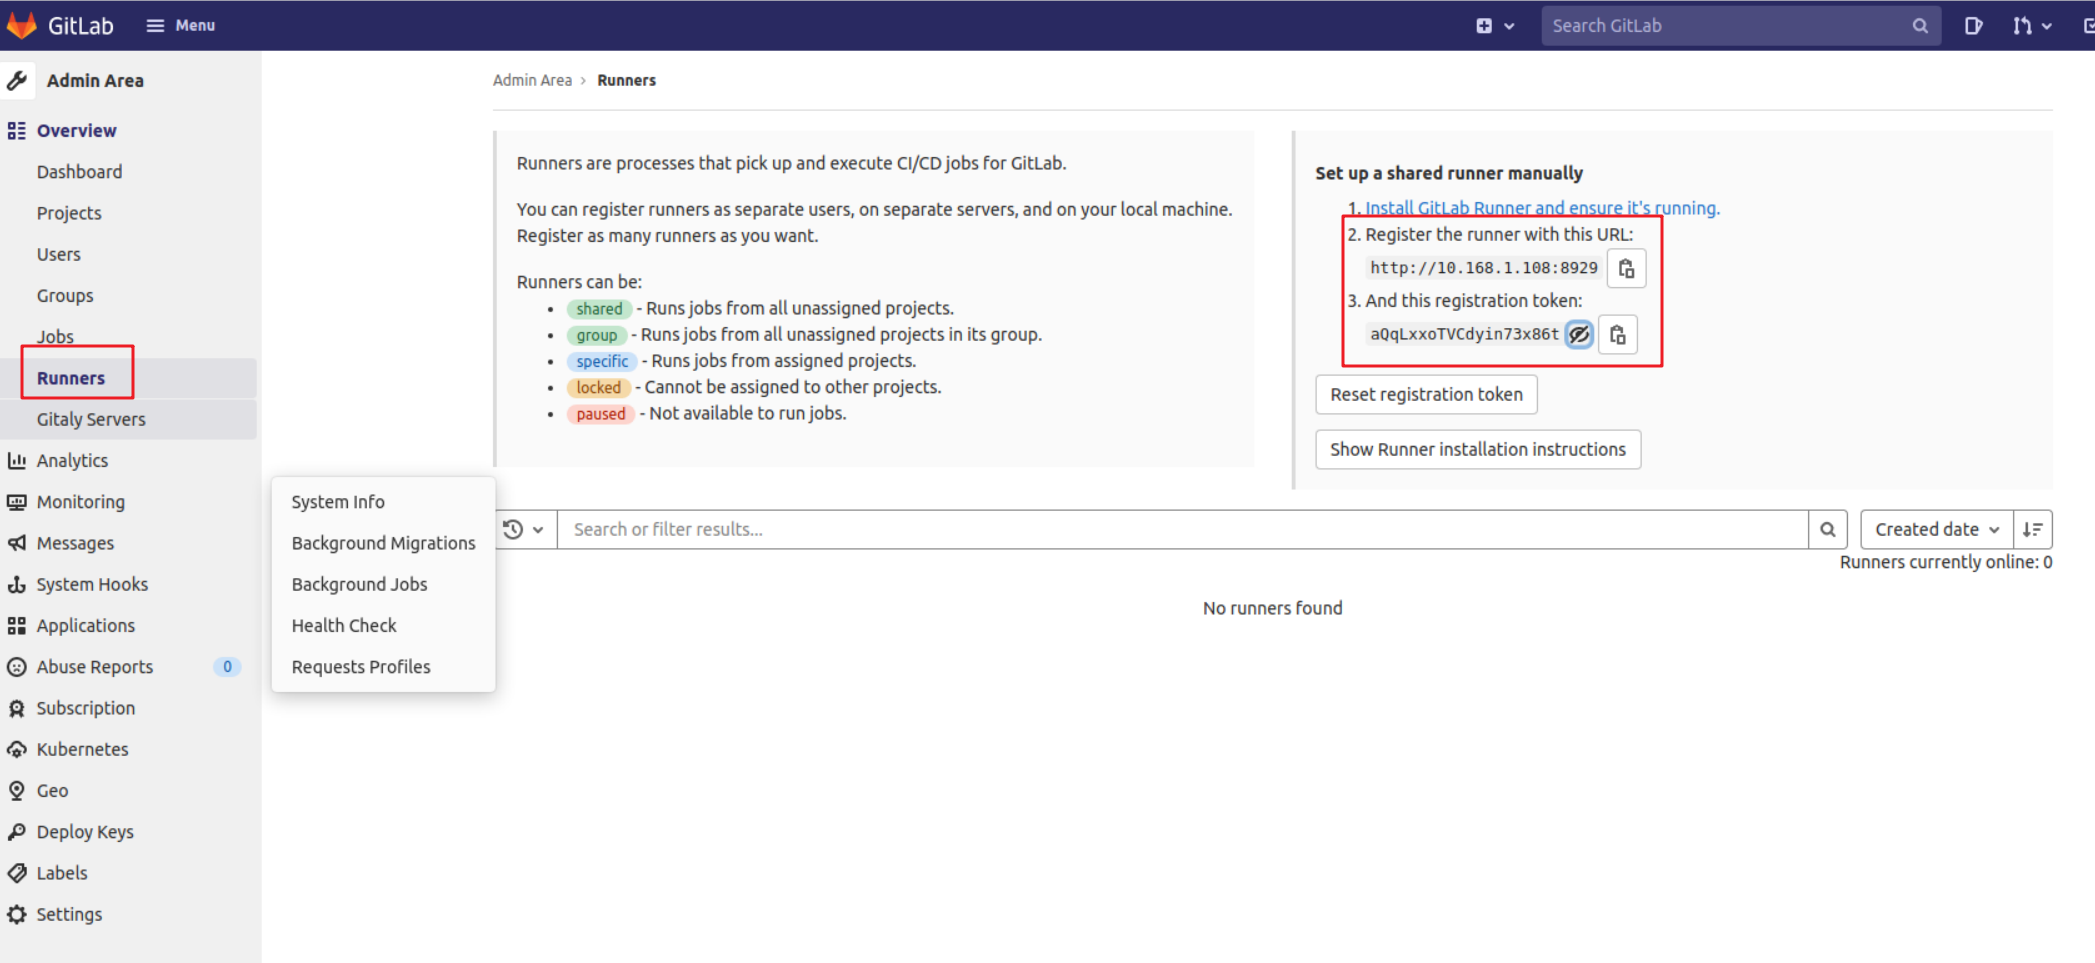 GitLab Menu Search GitLab
Admin Area
Overview
Dashboard
Projects
Users
Groups
Jobs
Runners
Gitaly Servers
Analytics
Monitoring
Messages
System Hooks
Applications
Abuse Reports 0
Subscription
Kubernetes
Geo
Deploy Keys
Labels
Settings
System Info
Background Migrations
Background Jobs
Health Check
Requests Profiles
Admin Area › Runners
Runners are processes that pick up and execute CI/CD jobs for GitLab.
You can register runners as separate users, on separate servers, and on your local machine.
Register as many runners as you want.
Runners can be:
• shared - Runs jobs from all unassigned projects.
• group - Runs jobs from all unassigned projects in its group.
• specific - Runs jobs from assigned projects.
• locked - Cannot be assigned to other projects.
• paused - Not available to run jobs.
Set up a shared runner manually
1. Install GitLab Runner and ensure it's running.
2. Register the runner with this URL:
http://10.168.1.108:8929
3. And this registration token:
aQqLxxoTVCdyin73x86t
Reset registration token
Show Runner installation instructions
Search or filter results...
Created date
Runners currently online: 0
No runners found